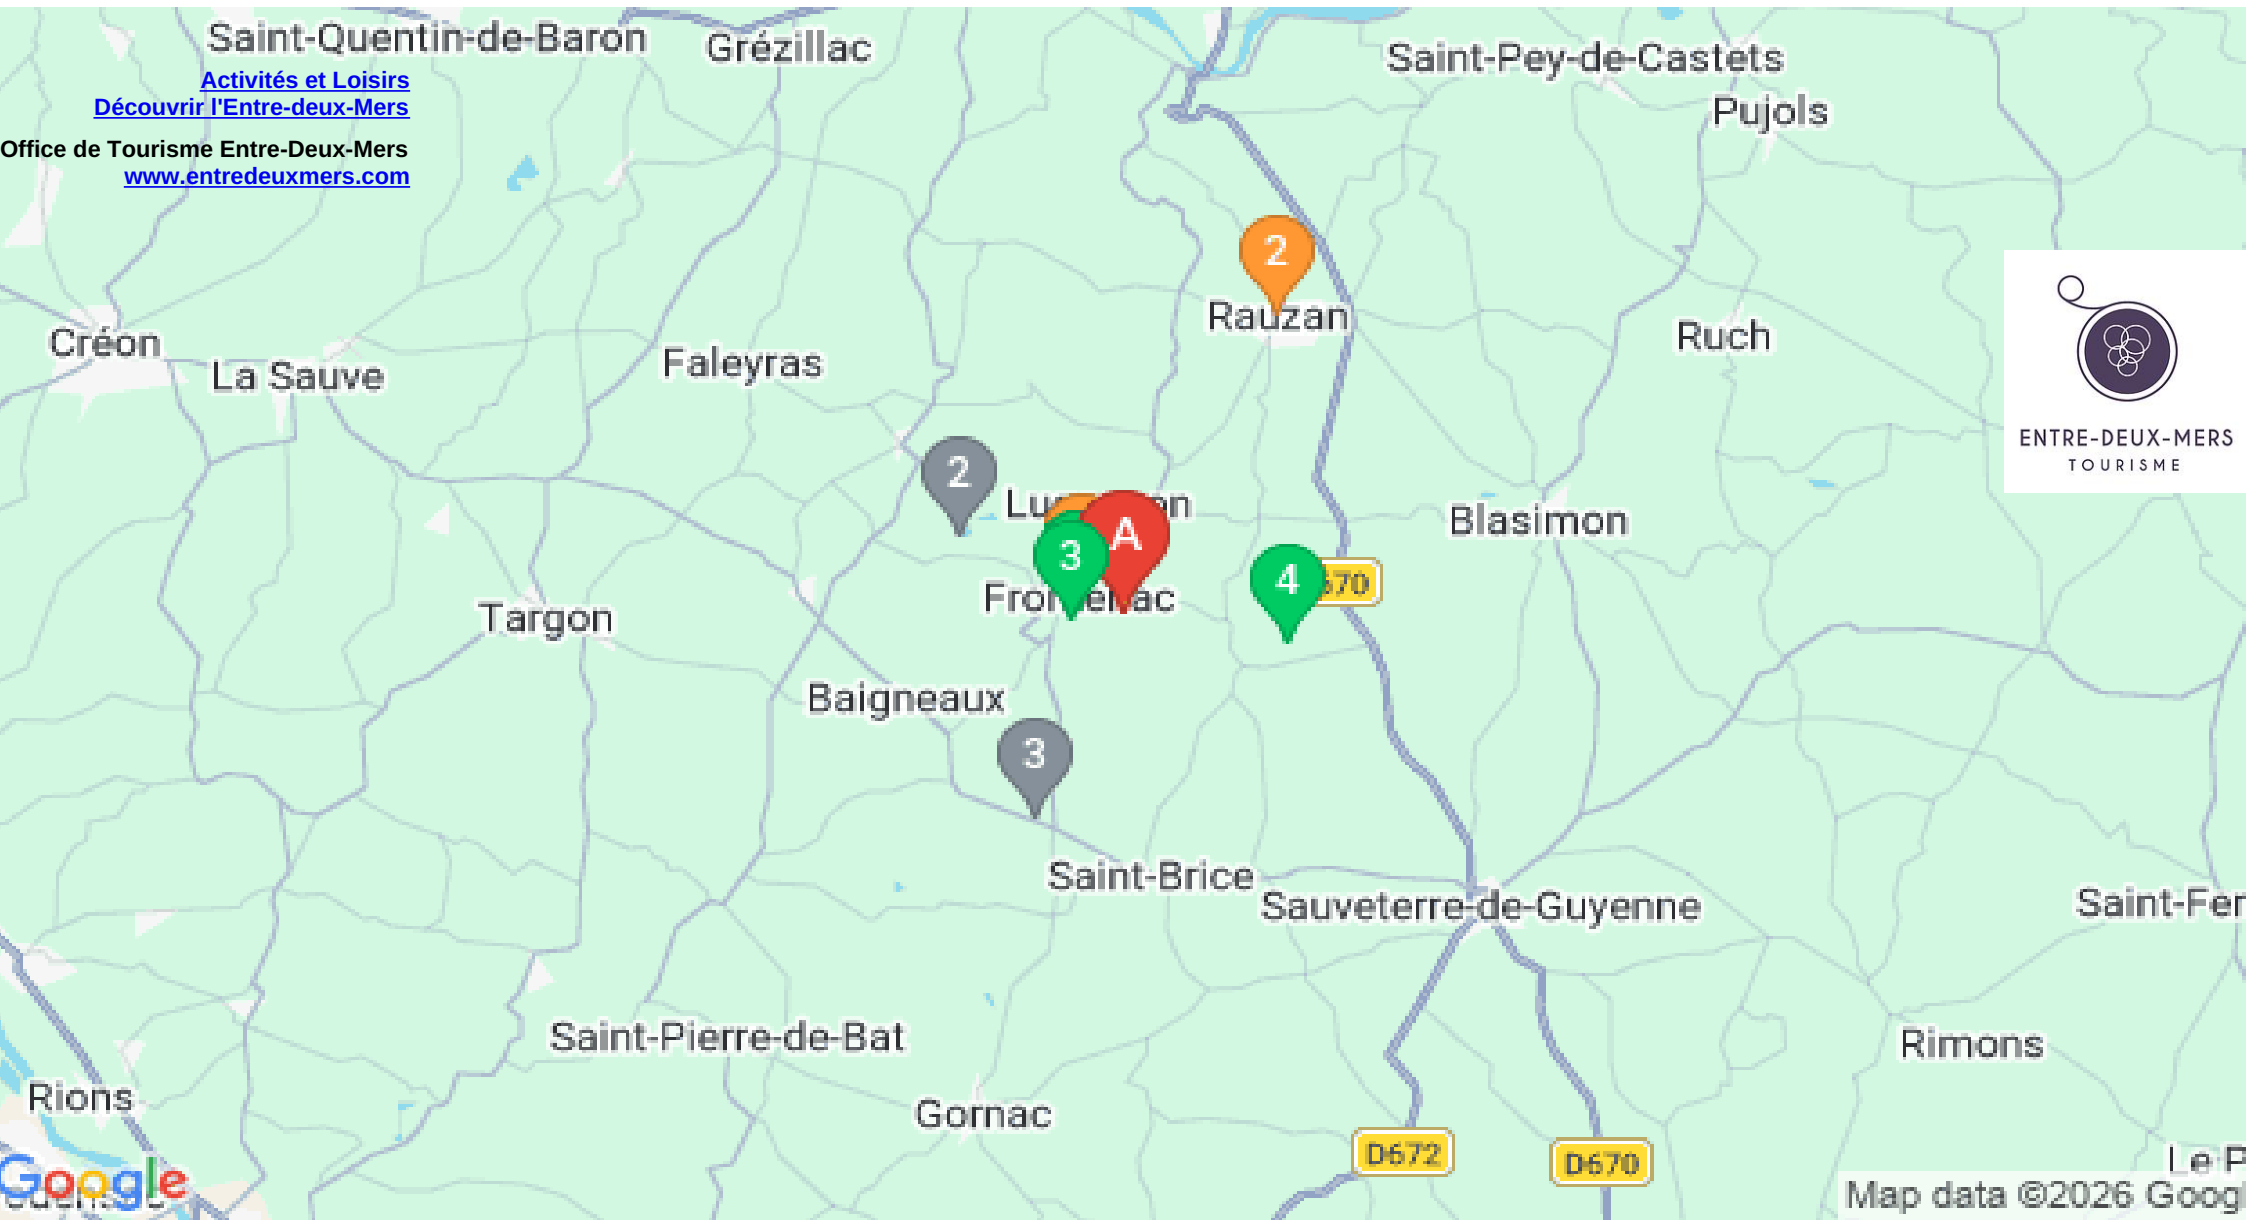 Saint-Quentin-de-Baron
Grézillac
Saint-Pey-de-Castets
Activités et Loisirs
Découvrir l'Entre-deux-Mers
Pujols
Office de Tourisme Entre-Deux-Mers
www.entredeuxmers.com
2
Rauzan
Créon
Ruch
La Sauve
Faleyras
ENTRE-DEUX-MERS
TOURISME
2
A
3
Blasimon
4
Targon
Baigneaux
3
Saint-Brice
Sauveterre-de-Guyenne
Saint-Pierre-de-Bat
Rimons
Rions
Gornac
D672
D670
Google
Map data ©2026